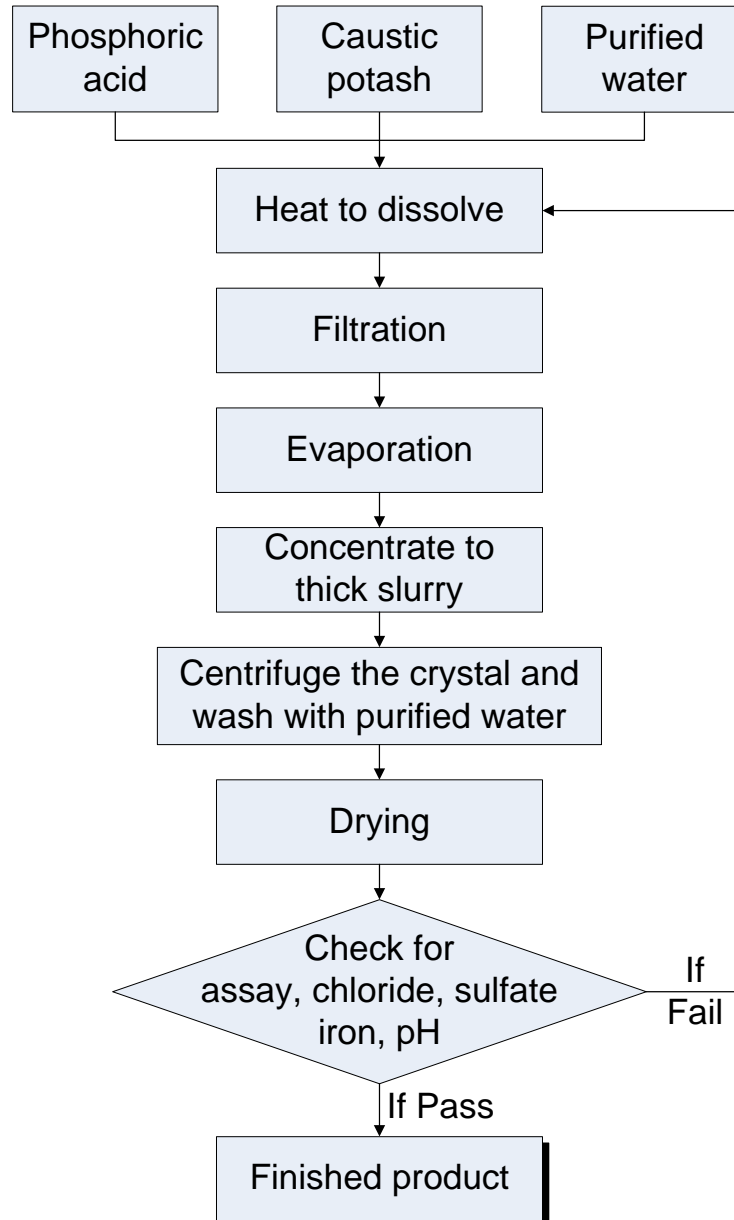 Phosphoric
acid
Caustic
potash
Purified
water
Heat to dissolve
Filtration
Evaporation
Concentrate to
thick slurry
Centrifuge the crystal and
wash with purified water
Drying
Check for
assay, chloride, sulfate
iron, pH
If
Fail
If Pass
Finished product